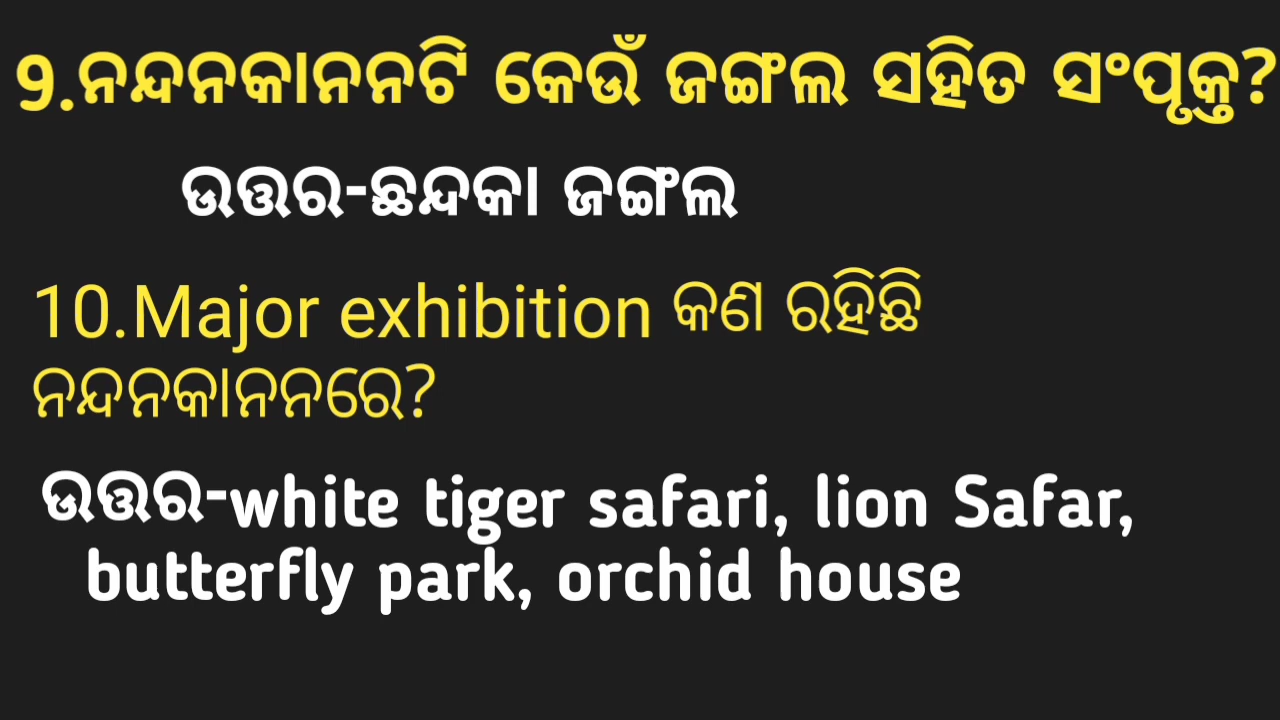 9.ନନ୍ଦନକାନନଟି କେଉଁ ଜଙ୍ଗଲ ସହିତ ସଂପୃକ୍ତ?
ଉତ୍ତର-ଛନ୍ଦକା ଜଙ୍ଗଲ
10.Major exhibition କଣ ରହିଛି
ନନ୍ଦନକାନନରେ?
ଉତ୍ତର-white tiger safari, lion Safar,
butterfly park, orchid house